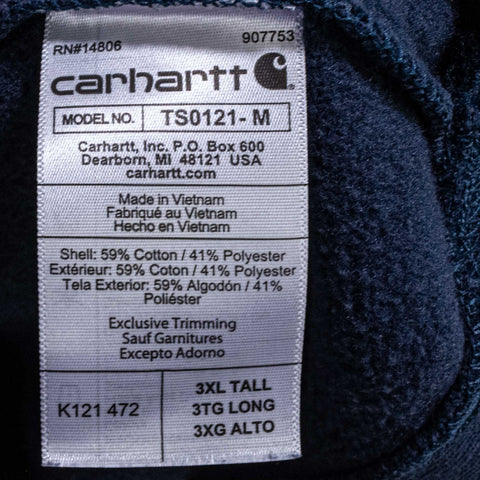 RN#14806 907753
carhartt
MODEL NO. TS0121- M
Carhartt, Inc. P.O. Box 600
Dearborn, MI 48121 USA
carhartt.com
Made in Vietnam
Fabriqué au Vietnam
Hecho en Vietnam
Shell: 59% Cotton / 41% Polyester
Extérieur: 59% Coton / 41% Polyester
Tela Exterior: 59% Algodón / 41%
Poliéster
Exclusive Trimming
Sauf Garnitures
Excepto Adorno
K121 472
3XL TALL
3TG LONG
3XG ALTO